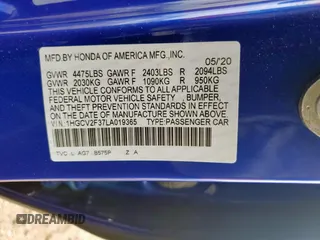 MFD. BY HONDA OF AMERICA MFG.,INC. 05/'20
GVWR 4475LBS GAWR F 2403LBS R 2094LBS
GVWR 2030KG GAWR F 1090KG R 950KG
THIS VEHICLE CONFORMS TO ALL APPLICABLE
FEDERAL MOTOR VEHICLE SAFETY , BUMPER,
AND THEFT PREVENTION STANDARDS IN EFFECT
ON THE DATE OF MANUFACTURE SHOWN ABOVE.
V.I.N.:1HGCV2F37LA019365 TYPE:PASSENGER CAR
TVC Z A
DREAMBID